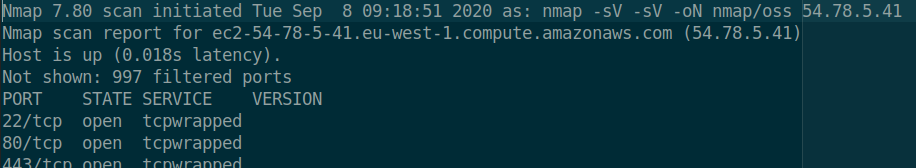 Nmap 7.80 scan initiated Tue Sep  8 09:18:51 2020 as: nmap -sV -sV -oN nmap/oss 54.78.5.41
Nmap scan report for ec2-54-78-5-41.eu-west-1.compute.amazonaws.com (54.78.5.41)
Host is up (0.018s latency).
Not shown: 997 filtered ports
PORT    STATE SERVICE    VERSION
22/tcp  open  tcpwrapped
80/tcp  open  tcpwrapped
443/tcp open  tcpwrapped